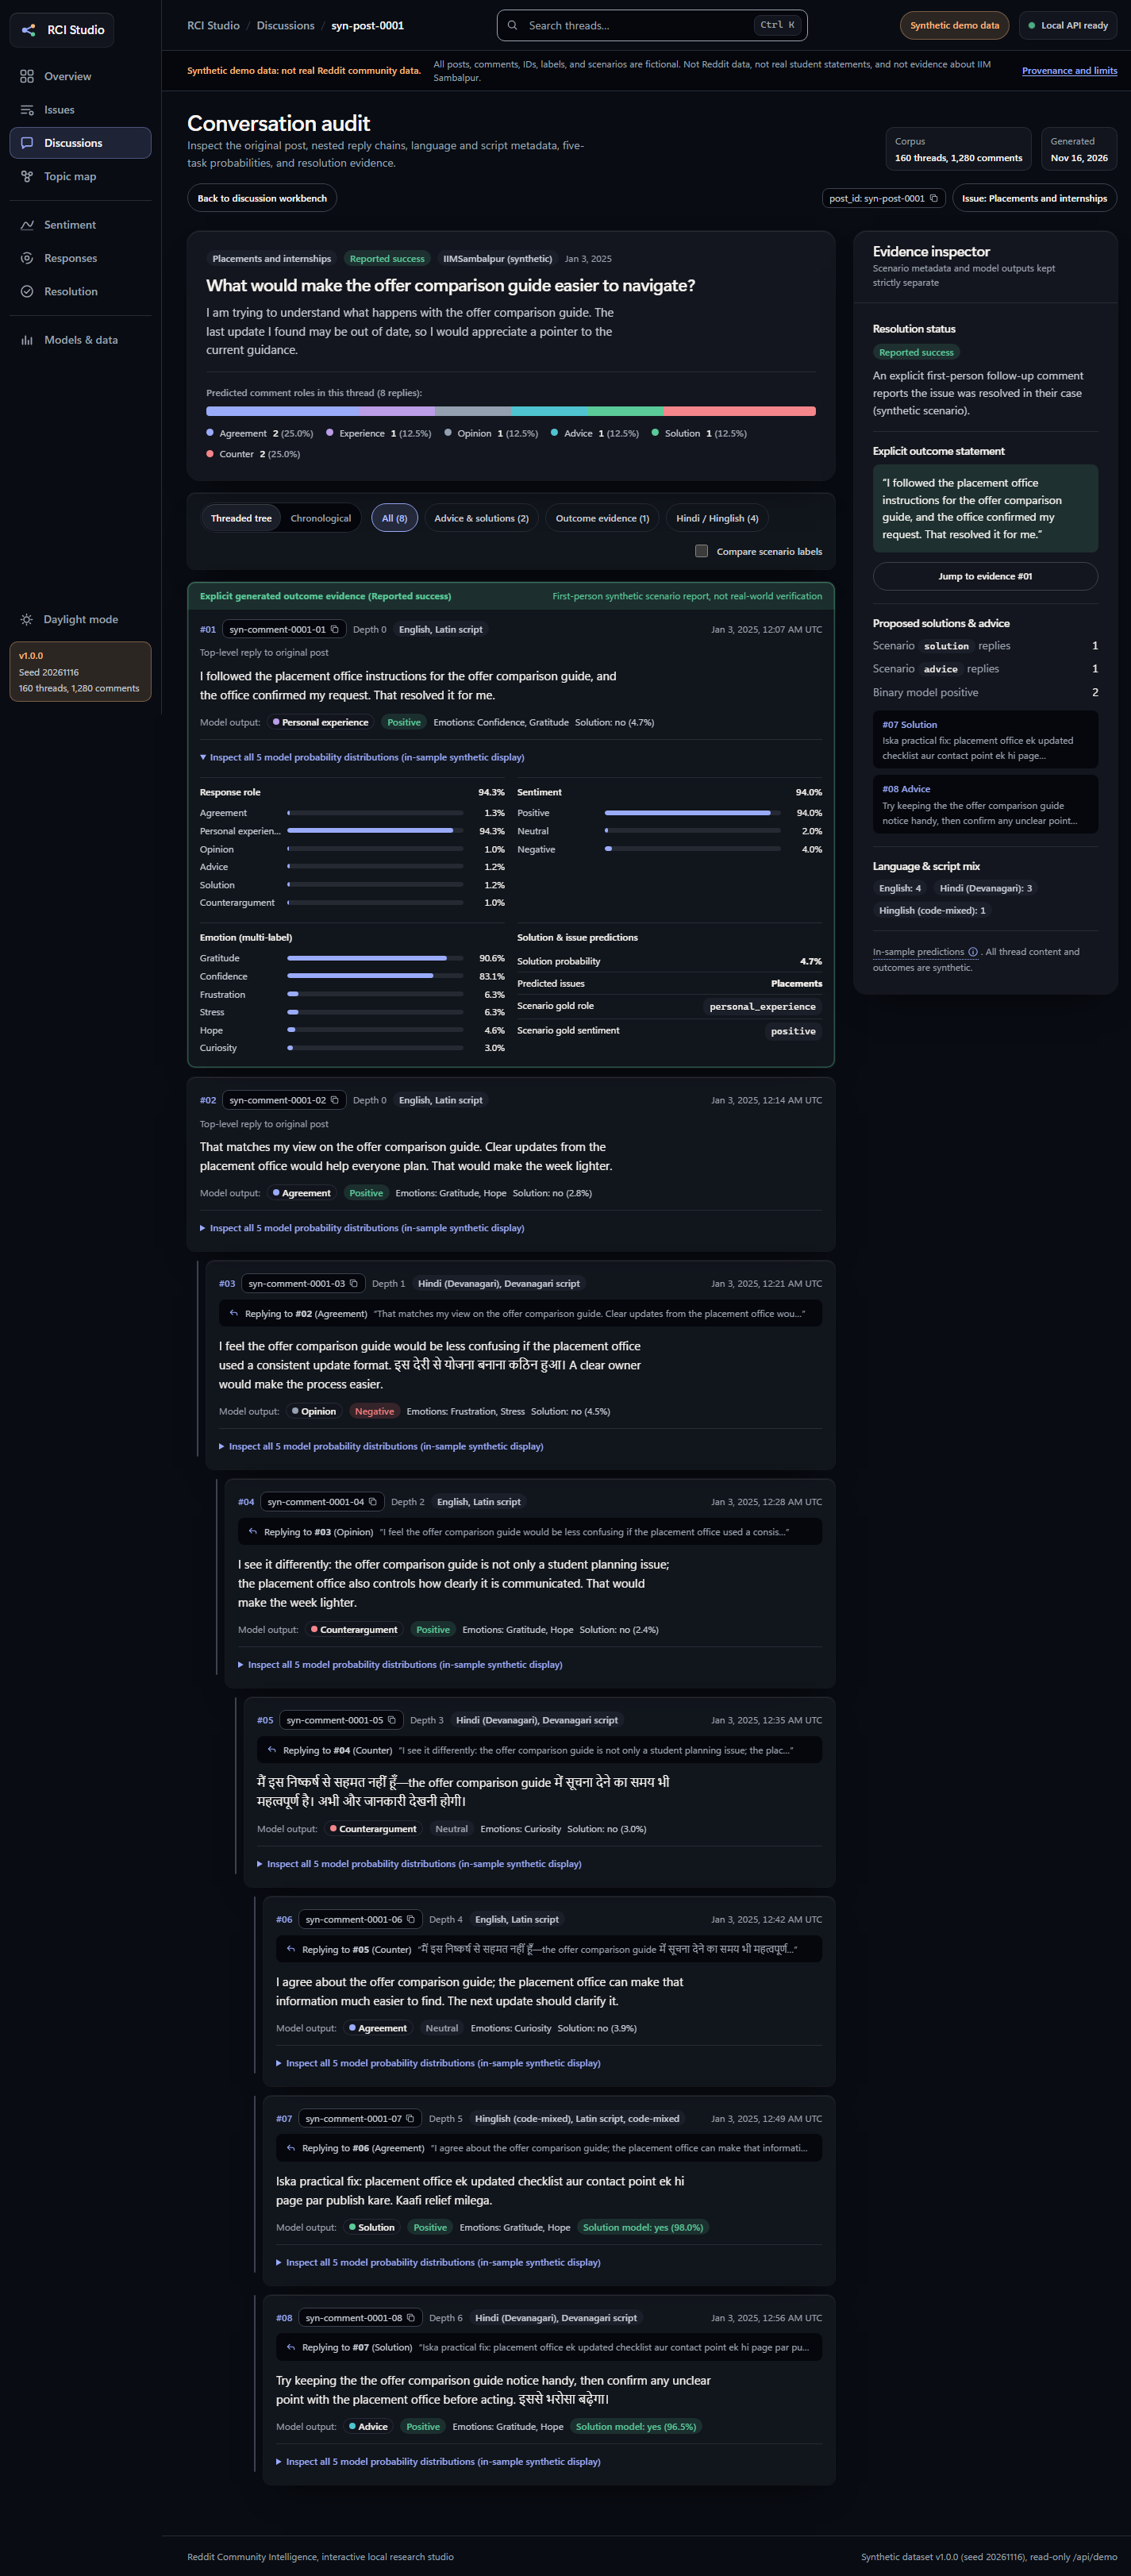 RCI Studio
Overview
Issues
Discussions
Topic map
Sentiment
Responses
Resolution
Models & data
Daylight mode
v1.0.0
Seed 20261116
160 threads, 1,280 comments
RCI Studio / Discussions / syn-post-0001
Search threads...
Ctrl K
Synthetic demo data
Local API ready
Synthetic demo data: not real Reddit community data.
All posts, comments, IDs, labels, and scenarios are fictional. Not Reddit data, not real student statements, and not evidence about IIM
Sambalpur.
Provenance and limits
Conversation audit
Inspect the original post, nested reply chains, language and script metadata, five-
task probabilities, and resolution evidence.
Corpus
160 threads, 1,280 comments
Generated
Nov 16, 2026
Back to discussion workbench
post_id: syn-post-0001
Issue: Placements and internships
Placements and internships Reported success IIMSambalpur (synthetic) Jan 3, 2025
What would make the offer comparison guide easier to navigate?
I am trying to understand what happens with the offer comparison guide. The
last update I found may be out of date, so I would appreciate a pointer to the
current guidance.
Predicted comment roles in this thread (8 replies):
Agreement 2 (25.0%) Experience 1 (12.5%) Opinion 1 (12.5%) Advice 1 (12.5%) Solution 1 (12.5%)
Counter 2 (25.0%)
Threaded tree Chronological All (8) Advice & solutions (2) Outcome evidence (1) Hindi / Hinglish (4)
Compare scenario labels
Explicit generated outcome evidence (Reported success) First-person synthetic scenario report, not real-world verification
#01 syn-comment-0001-01 Depth 0 English, Latin script Jan 3, 2025, 12:07 AM UTC
Top-level reply to original post
I followed the placement office instructions for the offer comparison guide, and
the office confirmed my request. That resolved it for me.
Model output: Personal experience Positive Emotions: Confidence, Gratitude Solution: no (4.7%)
Inspect all 5 model probability distributions (in-sample synthetic display)
Response role 94.3%
Agreement 1.3%
Personal experien... 94.3%
Opinion 1.0%
Advice 1.2%
Solution 1.2%
Counterargument 1.0%
Sentiment 94.0%
Positive 94.0%
Neutral 2.0%
Negative 4.0%
Emotion (multi-label)
Gratitude 90.6%
Confidence 83.1%
Frustration 6.3%
Stress 6.3%
Hope 4.6%
Curiosity 3.0%
Solution & issue predictions
Solution probability 4.7%
Predicted issues Placements
Scenario gold role personal_experience
Scenario gold sentiment positive
#02 syn-comment-0001-02 Depth 0 English, Latin script Jan 3, 2025, 12:14 AM UTC
Top-level reply to original post
That matches my view on the offer comparison guide. Clear updates from the
placement office would help everyone plan. That would make the week lighter.
Model output: Agreement Positive Emotions: Gratitude, Hope Solution: no (2.8%)
Inspect all 5 model probability distributions (in-sample synthetic display)
#03 syn-comment-0001-03 Depth 1 Hindi (Devanagari), Devanagari script Jan 3, 2025, 12:21 AM UTC
Replying to #02 (Agreement) "That matches my view on the offer comparison guide. Clear updates from the placement office wou..."
I feel the offer comparison guide would be less confusing if the placement office
used a consistent update format. इस देरी से योजना बनाना कठिन हुआ। A clear owner
would make the process easier.
Model output: Opinion Negative Emotions: Frustration, Stress Solution: no (4.5%)
Inspect all 5 model probability distributions (in-sample synthetic display)
#04 syn-comment-0001-04 Depth 2 English, Latin script Jan 3, 2025, 12:28 AM UTC
Replying to #03 (Opinion) "I feel the offer comparison guide would be less confusing if the placement office used a consis..."
I see it differently: the offer comparison guide is not only a student planning issue;
the placement office also controls how clearly it is communicated. That would
make the week lighter.
Model output: Counterargument Positive Emotions: Gratitude, Hope Solution: no (2.4%)
Inspect all 5 model probability distributions (in-sample synthetic display)
#05 syn-comment-0001-05 Depth 3 Hindi (Devanagari), Devanagari script Jan 3, 2025, 12:35 AM UTC
Replying to #04 (Counter) "I see it differently: the offer comparison guide is not only a student planning issue; the plac..."
मैं इस निष्कर्ष से सहमत नहीं हूँ—the offer comparison guide में सूचना देने का समय भी
महत्वपूर्ण है। अभी और जानकारी देखनी होगी।
Model output: Counterargument Neutral Emotions: Curiosity Solution: no (3.0%)
Inspect all 5 model probability distributions (in-sample synthetic display)
#06 syn-comment-0001-06 Depth 4 English, Latin script Jan 3, 2025, 12:42 AM UTC
Replying to #05 (Counter) "मैं इस निष्कर्ष से सहमत नहीं हूँ—the offer comparison guide में सूचना देने का समय भी महत्वपूर्ण..."
I agree about the offer comparison guide; the placement office can make that
information much easier to find. The next update should clarify it.
Model output: Agreement Neutral Emotions: Curiosity Solution: no (3.9%)
Inspect all 5 model probability distributions (in-sample synthetic display)
#07 syn-comment-0001-07 Depth 5 Hinglish (code-mixed), Latin script, code-mixed Jan 3, 2025, 12:49 AM UTC
Replying to #06 (Agreement) "I agree about the offer comparison guide; the placement office can make that informati...
Iska practical fix: placement office ek updated checklist aur contact point ek hi
page par publish kare. Kaafi relief milega.
Model output: Solution Positive Emotions: Gratitude, Hope Solution model: yes (98.0%)
Inspect all 5 model probability distributions (in-sample synthetic display)
#08 syn-comment-0001-08 Depth 6 Hindi (Devanagari), Devanagari script Jan 3, 2025, 12:56 AM UTC
Replying to #07 (Solution) "Iska practical fix: placement office ek updated checklist aur contact point ek hi page par pu...
Try keeping the the offer comparison guide notice handy, then confirm any unclear
point with the placement office before acting. इससे भरोसा बढ़ेगा।
Model output: Advice Positive Emotions: Gratitude, Hope Solution model: yes (96.5%)
Inspect all 5 model probability distributions (in-sample synthetic display)
Evidence inspector
Scenario metadata and model outputs kept
strictly separate
Resolution status
Reported success
An explicit first-person follow-up comment
reports the issue was resolved in their case
(synthetic scenario).
Explicit outcome statement
"I followed the placement office
instructions for the offer comparison
guide, and the office confirmed my
request. That resolved it for me."
Jump to evidence #01
Proposed solutions & advice
Scenario solution replies 1
Scenario advice replies 1
Binary model positive 2
#07 Solution
Iska practical fix: placement office ek updated
checklist aur contact point ek hi page...
#08 Advice
Try keeping the the offer comparison guide
notice handy, then confirm any unclear point...
Language & script mix
English: 4 Hindi (Devanagari): 3
Hinglish (code-mixed): 1
In-sample predictions . All thread content and
outcomes are synthetic.
Reddit Community Intelligence, interactive local research studio
Synthetic dataset v1.0.0 (seed 20261116), read-only /api/demo